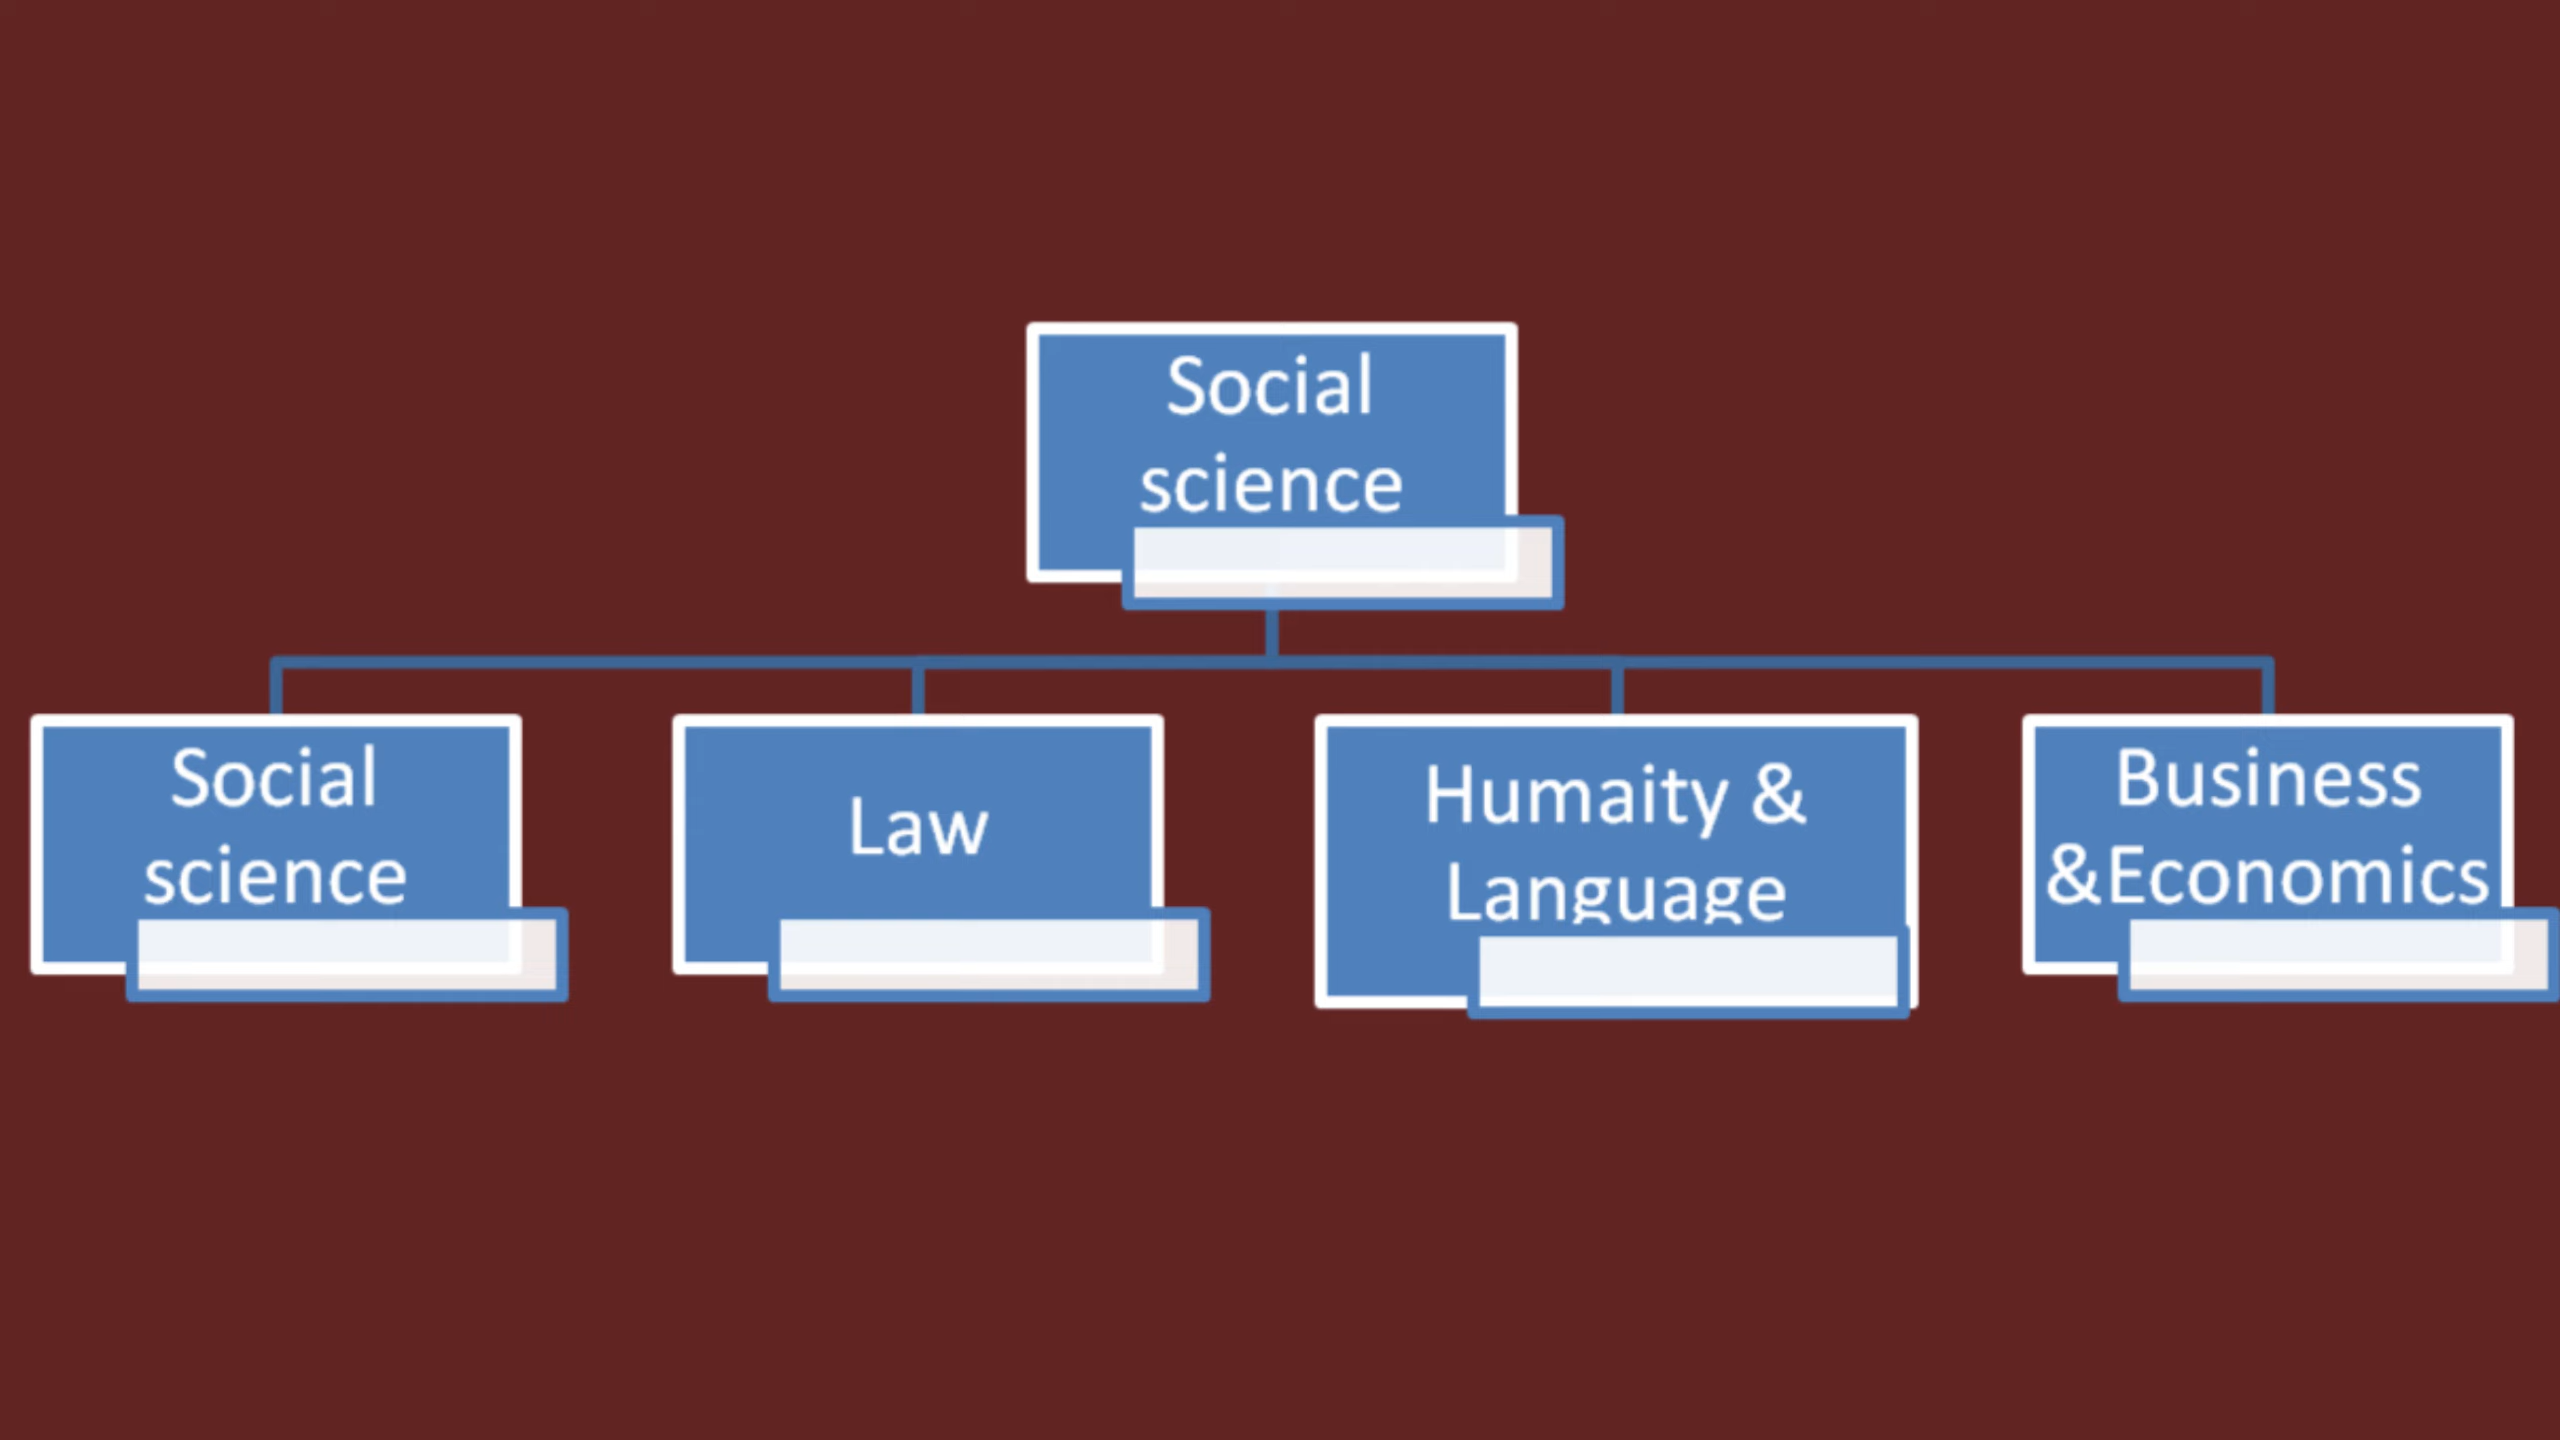 Social
science
Social
science
Law
Humaity &
Language
Business
&Economics